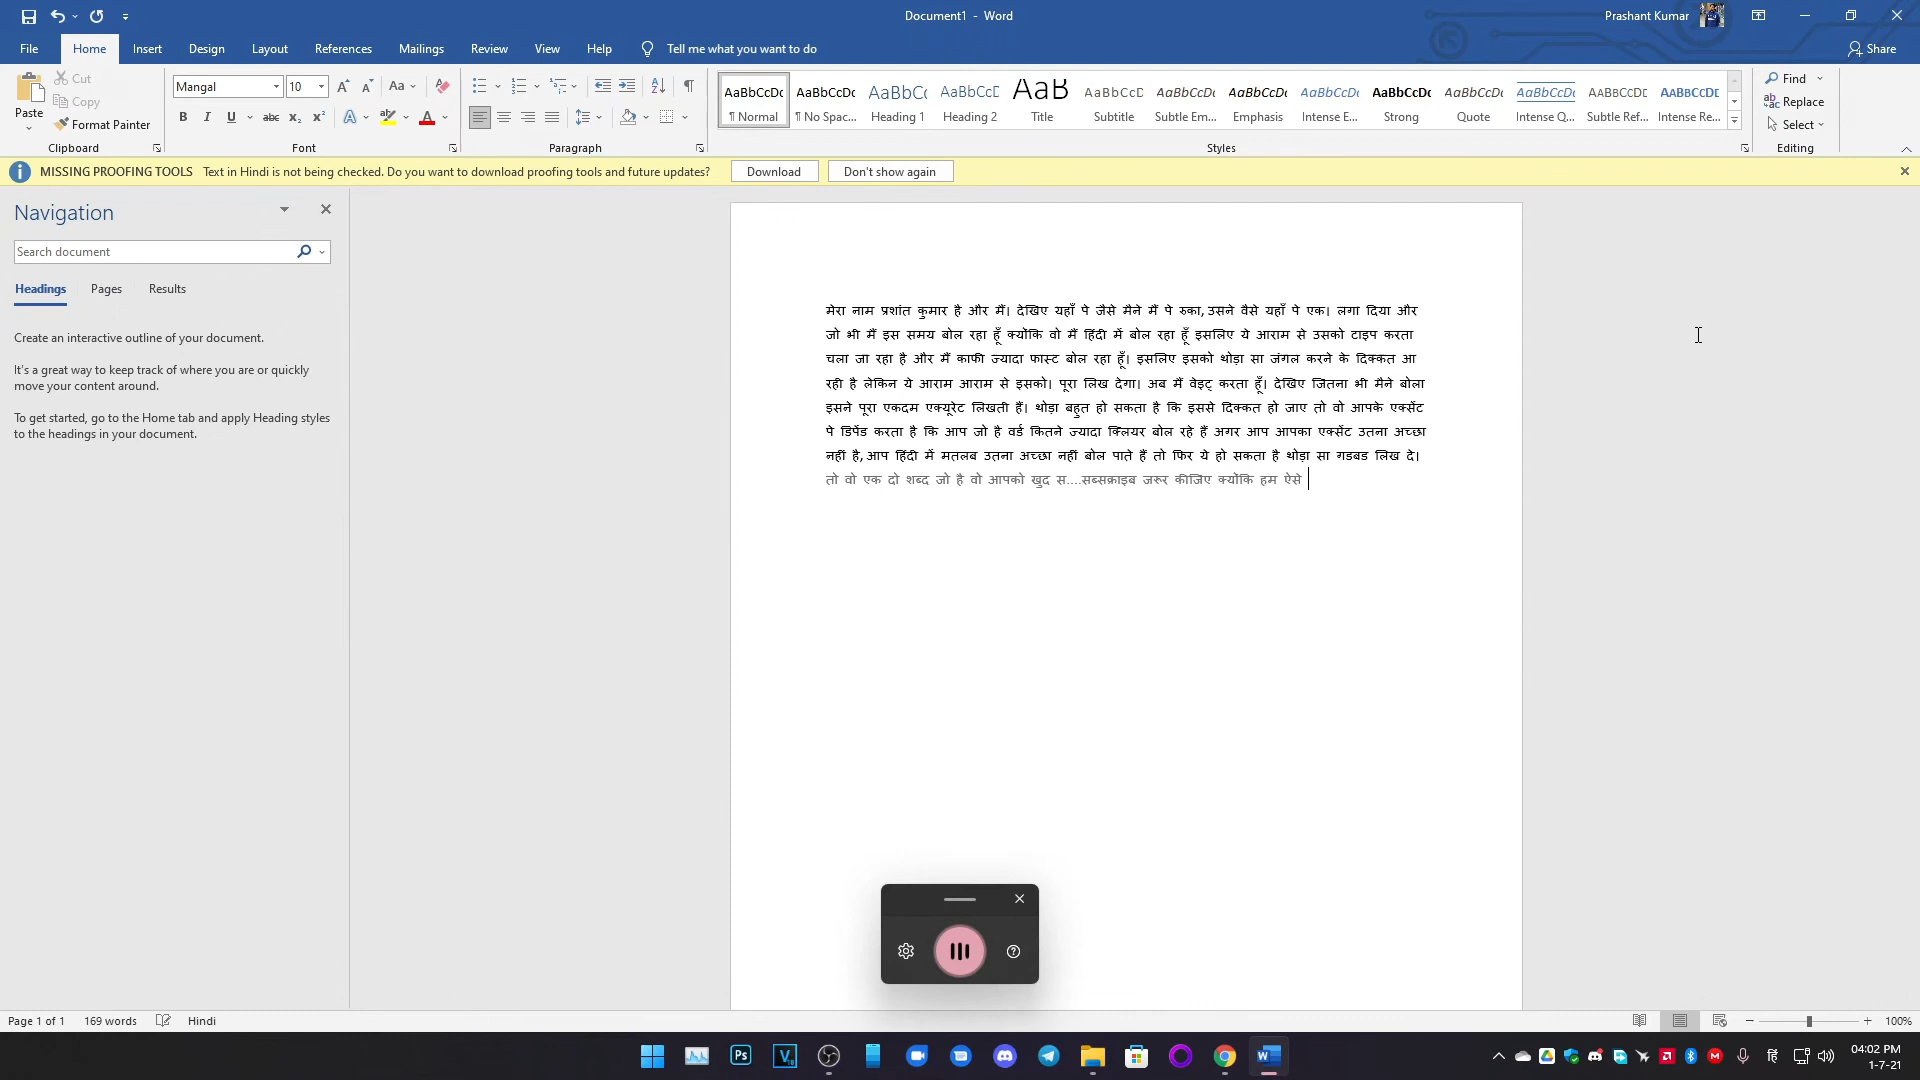 Document1 - Word
Prashant Kumar
File Home Insert Design Layout References Mailings Review View Help Tell me what you want to do Share
Paste
Cut
Copy
Format Painter
Clipboard
Mangal 10
Font
Paragraph
AaBbCcDc AaBbCcDc AaBbC( AaBbCcD AaB AaBbCcD AaBbCcDc AaBbCcDc AaBbCcDc AaBbCcDc AaBbCcDc AaBbCcDc AABBCCDE AABBCCDE
¶ Normal ¶ No Spac... Heading 1 Heading 2 Title Subtitle Subtle Em... Emphasis Intense E... Strong Quote Intense Q... Subtle Ref... Intense Re...
Styles
Find
Replace
Select
Editing
MISSING PROOFING TOOLS Text in Hindi is not being checked. Do you want to download proofing tools and future updates? Download Don't show again
Navigation
Search document
Headings Pages Results
Create an interactive outline of your document.
It's a great way to keep track of where you are or quickly
move your content around.
To get started, go to the Home tab and apply Heading styles
to the headings in your document.
मेरा नाम प्रशांत कुमार है और मैं। देखिए यहाँ पे जैसे मैने मैं पे रुका, उसने वैसे यहाँ पे एक। लगा दिया और
जो भी मैं इस समय बोल रहा हूँ क्योंकि वो मैं हिंदी में बोल रहा हूँ इसलिए ये आराम से उसको टाइप करता
चला जा रहा है और मैं काफी ज्यादा फास्ट बोल रहा हूँ। इसलिए इसको थोड़ा सा जंगल करने के दिक्कत आ
रही है लेकिन ये आराम आराम से इसको। पूरा लिख देगा। अब मैं वेइट् करता हूँ। देखिए जितना भी मैने बोला
इसने पूरा एकदम एक्यूरेट लिखती हैं। थोड़ा बहुत हो सकता है कि इससे दिक्कत हो जाए तो वो आपके एक्सेंट
पे डिपेंड करता है कि आप जो है वर्ड कितने ज्यादा क्लियर बोल रहे हैं अगर आप आपका एक्सेंट उतना अच्छा
नहीं है, आप हिंदी में मतलब उतना अच्छा नहीं बोल पाते हैं तो फिर ये हो सकता है थोड़ा सा गडबड लिख दे।
तो वो एक दो शब्द जो है वो आपको खुद स....सब्सक्राइब जरूर कीजिए क्योंकि हम ऐसे
Page 1 of 1 169 words Hindi 100%
04:02 PM
1-7-21